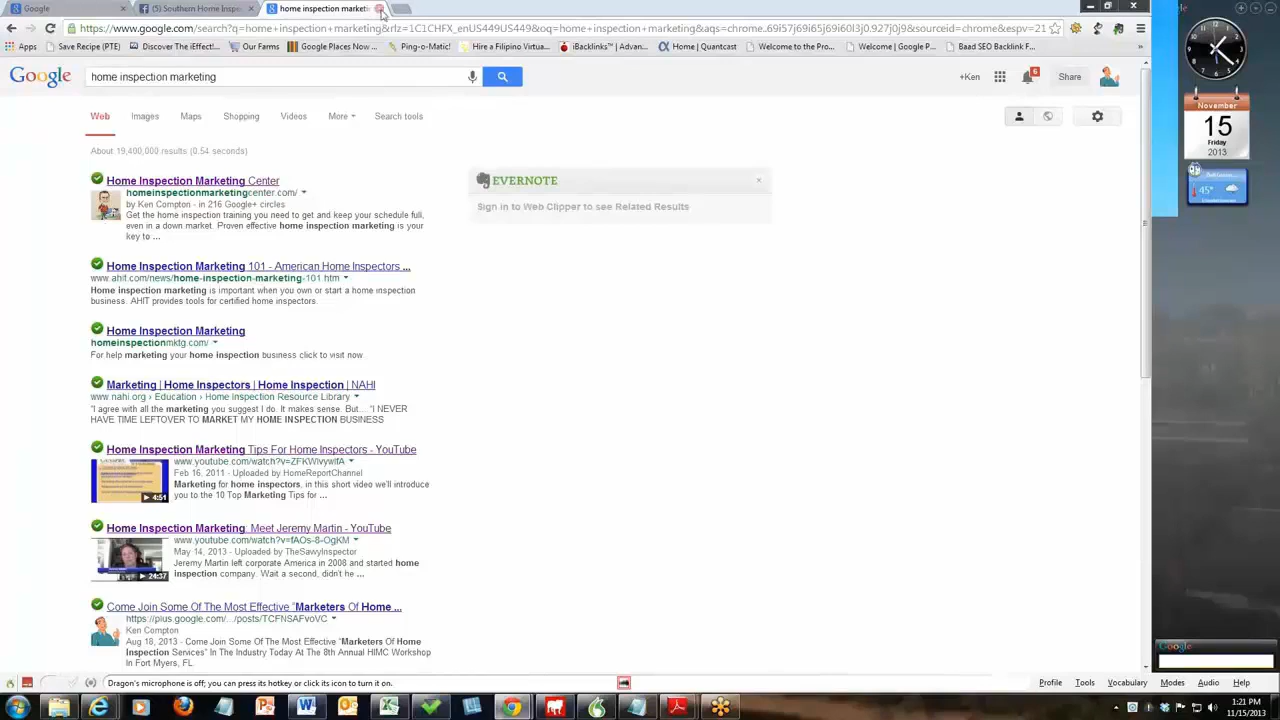 Google
(5) Southern Home Inspe
home inspection marketi
https://www.google.com/search?q=home+inspection+marketing&rlz=1C1CHFX_enUS449US449&oq=home+inspection+marketing&aqs=chrome..69i57j69i65j69i60l3j0.927j0j9&sourceid=chrome&espv=21
Apps
Save Recipe (PTE)
Discover The iEffect!...
Our Farms
Google Places Now ...
Ping-o-Matic!
Hire a Filipino Virtua...
iBacklinks™ | Advan...
Home | Quantcast
Welcome to the Pro...
Welcome | Google P...
Baad SEO Backlink F...
Google
home inspection marketing
+Ken
6
Share
Web
Images
Maps
Shopping
Videos
More
Search tools
About 19,400,000 results (0.54 seconds)
EVERNOTE
Sign in to Web Clipper to see Related Results
Home Inspection Marketing Center
homeinspectionmarketingcenter.com/
by Ken Compton - in 216 Google+ circles
Get the home inspection training you need to get and keep your schedule full,
even in a down market. Proven effective home inspection marketing is your
key to ...
Home Inspection Marketing 101 - American Home Inspectors ...
www.ahit.com/news/home-inspection-marketing-101.htm
Home inspection marketing is important when you own or start a home inspection
business. AHIT provides tools for certified home inspectors.
Home Inspection Marketing
homeinspectionmktg.com/
For help marketing your home inspection business click to visit now.
Marketing | Home Inspectors | Home Inspection | NAHI
www.nahi.org › Education › Home Inspection Resource Library
"I agree with all the marketing you suggest I do. It makes sense. But... "I NEVER
HAVE TIME LEFTOVER TO MARKET MY HOME INSPECTION BUSINESS
Home Inspection Marketing Tips For Home Inspectors - YouTube
Feb 16, 2011 - Uploaded by HomeReportChannel
Marketing for home inspectors, in this short video we'll introduce
you to the 10 Top Marketing Tips for ...
4:51
Home Inspection Marketing: Meet Jeremy Martin - YouTube
www.youtube.com/watch?v=fAOs-8-OgKM
May 14, 2013 - Uploaded by TheSavvyInspector
Jeremy Martin left corporate America in 2008 and started home
inspection company. Wait a second, didn't he ...
24:37
Come Join Some Of The Most Effective "Marketers Of Home ...
https://plus.google.com/.../posts/TCFNSAFvoVC
Ken Compton
Aug 18, 2013 - Come Join Some Of The Most Effective "Marketers Of Home
Inspection Services" In The Industry Today At The 8th Annual HIMC Workshop
In Fort Myers, FL.
November
15
Friday
2013
45°
Google
Dragon's microphone is off; you can press its hotkey or click its icon to turn it on.
Profile
Tools
Vocabulary
Modes
Audio
Help
1:21 PM
11/15/2013